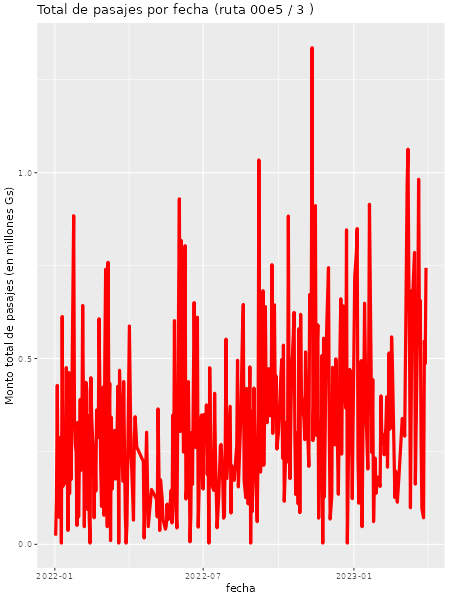 Total de pasajes por fecha (ruta 00e5 / 3 )
Monto total de pasajes (en millones Gs)
1.0
0.5
0.0
2022-01
2022-07
2023-01
fecha